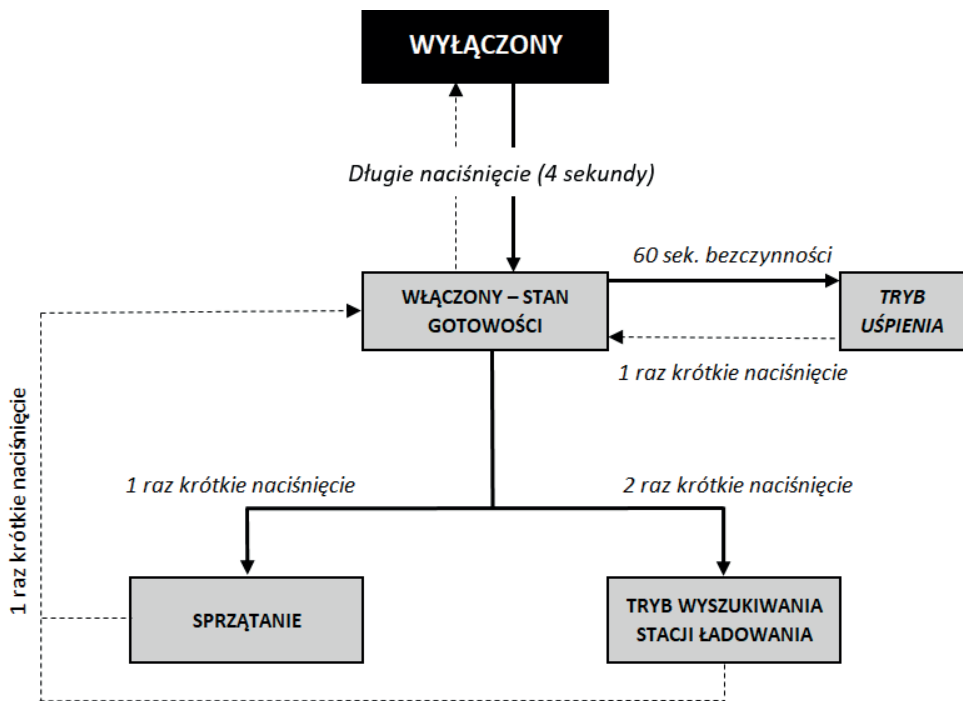 WYŁĄCZONY
Długie naciśnięcie (4 sekundy)
60 sek. bezczynności
WŁĄCZONY – STAN
GOTOWOŚCI
TRYB
UŚPIENIA
1 raz krótkie naciśnięcie
1 raz krótkie naciśnięcie
1 raz krótkie naciśnięcie
2 raz krótkie naciśnięcie
SPRZĄTANIE
TRYB WYSZUKIWANIA
STACJI ŁADOWANIA